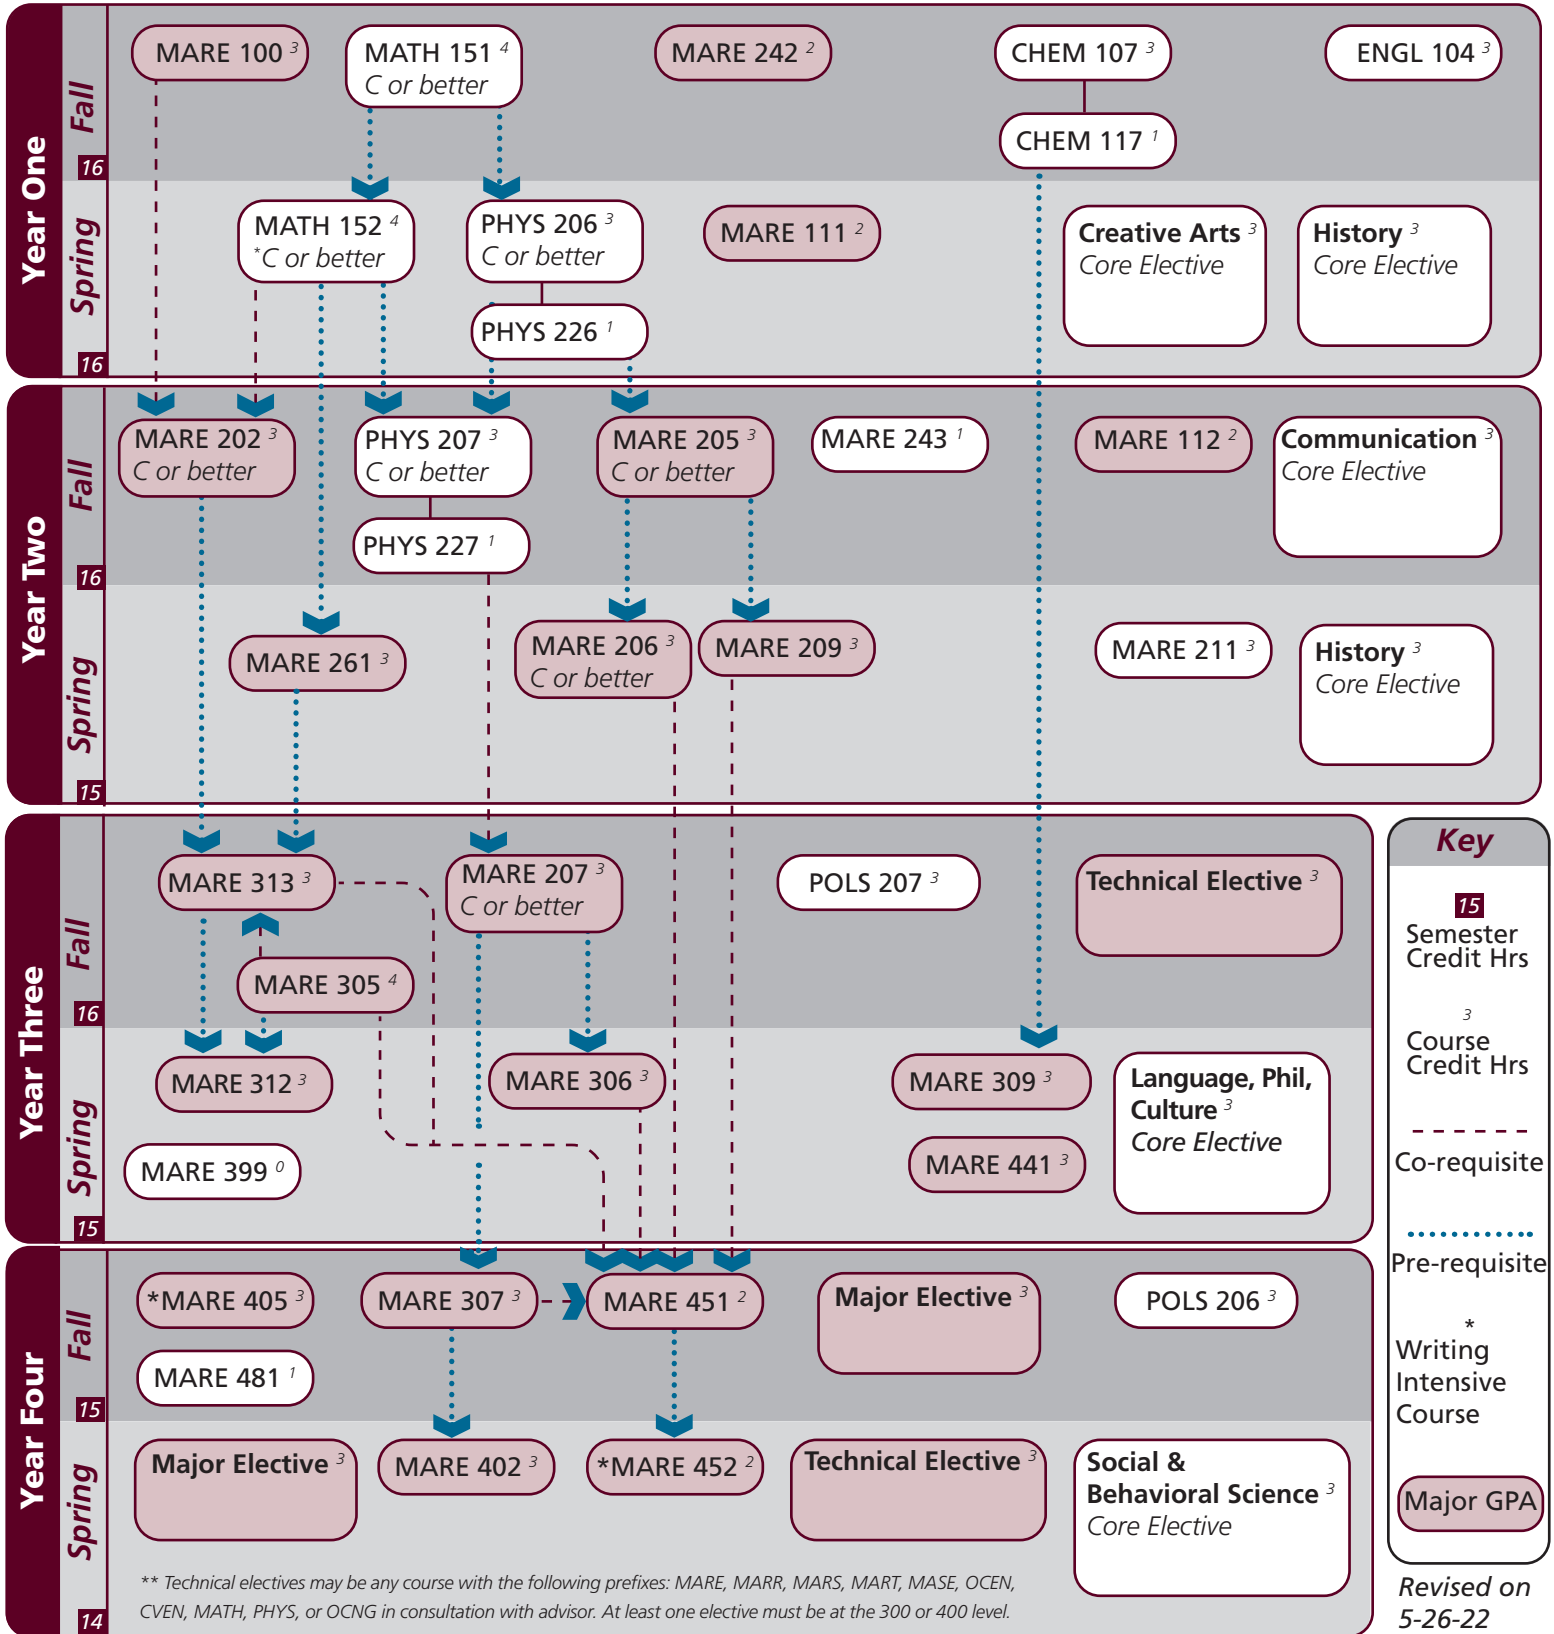 Year One
Fall
16
MARE 100 3
MATH 151 4
C or better
MARE 242 2
CHEM 107 3
CHEM 117 1
ENGL 104 3
Spring
16
MATH 152 4
*C or better
PHYS 206 3
C or better
PHYS 226 1
MARE 111 2
Creative Arts 3
Core Elective
History 3
Core Elective
Year Two
Fall
16
MARE 202 3
C or better
PHYS 207 3
C or better
PHYS 227 1
MARE 205 3
C or better
MARE 243 1
MARE 112 2
Communication 3
Core Elective
Spring
15
MARE 261 3
MARE 206 3
C or better
MARE 209 3
MARE 211 3
History 3
Core Elective
Year Three
Fall
16
MARE 313 3
MARE 305 4
MARE 207 3
C or better
POLS 207 3
Technical Elective 3
Spring
15
MARE 312 3
MARE 399 0
MARE 306 3
MARE 309 3
MARE 441 3
Language, Phil,
Culture 3
Core Elective
Year Four
Fall
15
*MARE 405 3
MARE 481 1
MARE 307 3
MARE 451 2
Major Elective 3
POLS 206 3
Spring
14
Major Elective 3
MARE 402 3
*MARE 452 2
Technical Elective 3
Social &
Behavioral Science 3
Core Elective
** Technical electives may be any course with the following prefixes: MARE, MARR, MARS, MART, MASE, OCEN,
CVEN, MATH, PHYS, or OCNG in consultation with advisor. At least one elective must be at the 300 or 400 level.
Key
15
Semester
Credit Hrs
3
Course
Credit Hrs
Co-requisite
Pre-requisite
*
Writing
Intensive
Course
Major GPA
Revised on
5-26-22